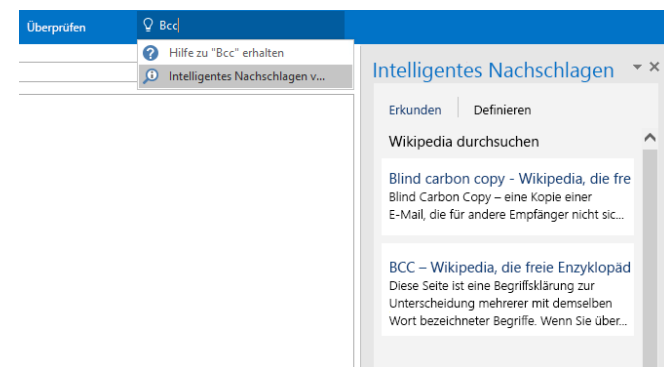 Überprüfen
Bcc
Hilfe zu "Bcc" erhalten
Intelligentes Nachschlagen v...
Intelligentes Nachschlagen
Erkunden
Definieren
Wikipedia durchsuchen
Blind carbon copy - Wikipedia, die fre
Blind Carbon Copy – eine Kopie einer
E-Mail, die für andere Empfänger nicht sic...
BCC – Wikipedia, die freie Enzyklopäd
Diese Seite ist eine Begriffsklärung zur
Unterscheidung mehrerer mit demselben
Wort bezeichneter Begriffe. Wenn Sie über...